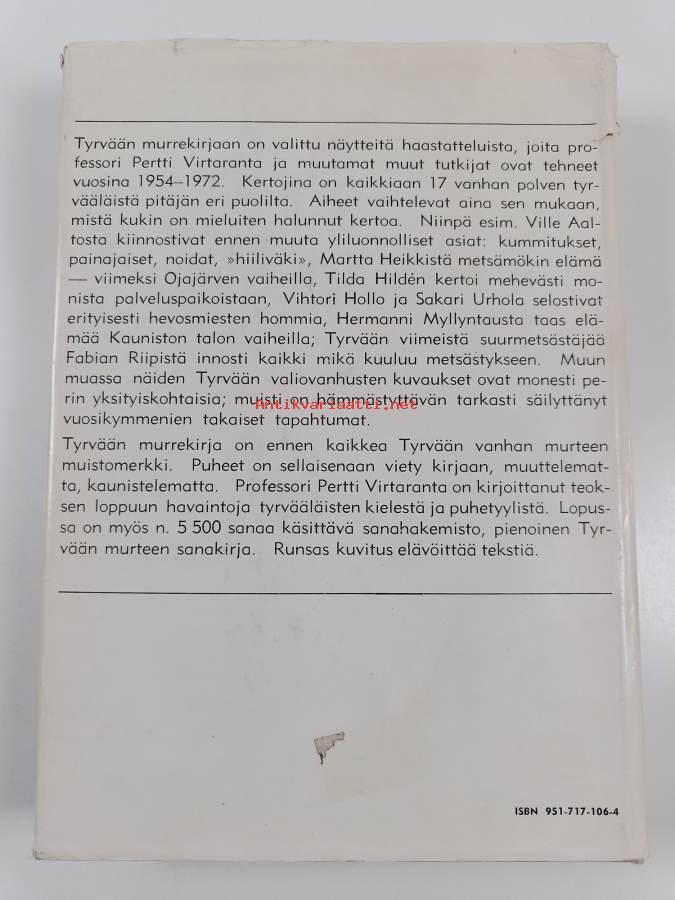 Tyrvään murrekirjaan on valittu näytteitä haastatteluista, joita pro-
fessori Pertti Virtaranta ja muutamat muut tutkijat ovat tehneet
vuosina 1954–1972. Kertojina on kaikkiaan 17 vanhan polven tyr-
vääläistä pitäjän eri puolilta. Aiheet vaihtelevat aina sen mukaan,
mistä kukin on mieluiten halunnut kertoa. Niinpä esim. Ville Aal-
tosta kiinnostivat ennen muuta yliluonnolliset asiat: kummitukset,
painajaiset, noidat, »hiiliväki», Martta Heikkistä metsämökin elämä
— viimeksi Ojajärven vaiheilla, Tilda Hildén kertoi mehevästi mo-
nista palveluspaikoistaan, Vihtori Hollo ja Sakari Urhola selostivat
erityisesti hevosmiesten hommia, Hermanni Myllyntausta taas elä-
mää Kauniston talon vaiheilla; Tyrvään viimeistä suurmetsästäjää
Fabian Riipistä innosti kaikki mikä kuuluu metsästykseen. Muun
muassa näiden Tyrvään valiovanhusten kuvaukset ovat monesti pe-
rin yksityiskohtaisia; muisti on hämmästyttävän tarkasti säilyttänyt
Antikvariaatti.net
vuosikymmenien takaiset tapahtumat.
Tyrvään murrekirja on ennen kaikkea Tyrvään vanhan murteen
muistomerkki. Puheet on sellaisenaan viety kirjaan, muuttelemat-
ta, kaunistelematta. Professori Pertti Virtaranta on kirjoittanut teok-
sen loppuun havaintoja tyrvääläisten kielestä ja puhetyylistä. Lopus-
sa on myös n. 5 500 sanaa käsittävä sanahakemisto, pienoinen Tyr-
vään murteen sanakirja. Runsas kuvitus elävöittää tekstiä.
ISBN 951-717-106-4